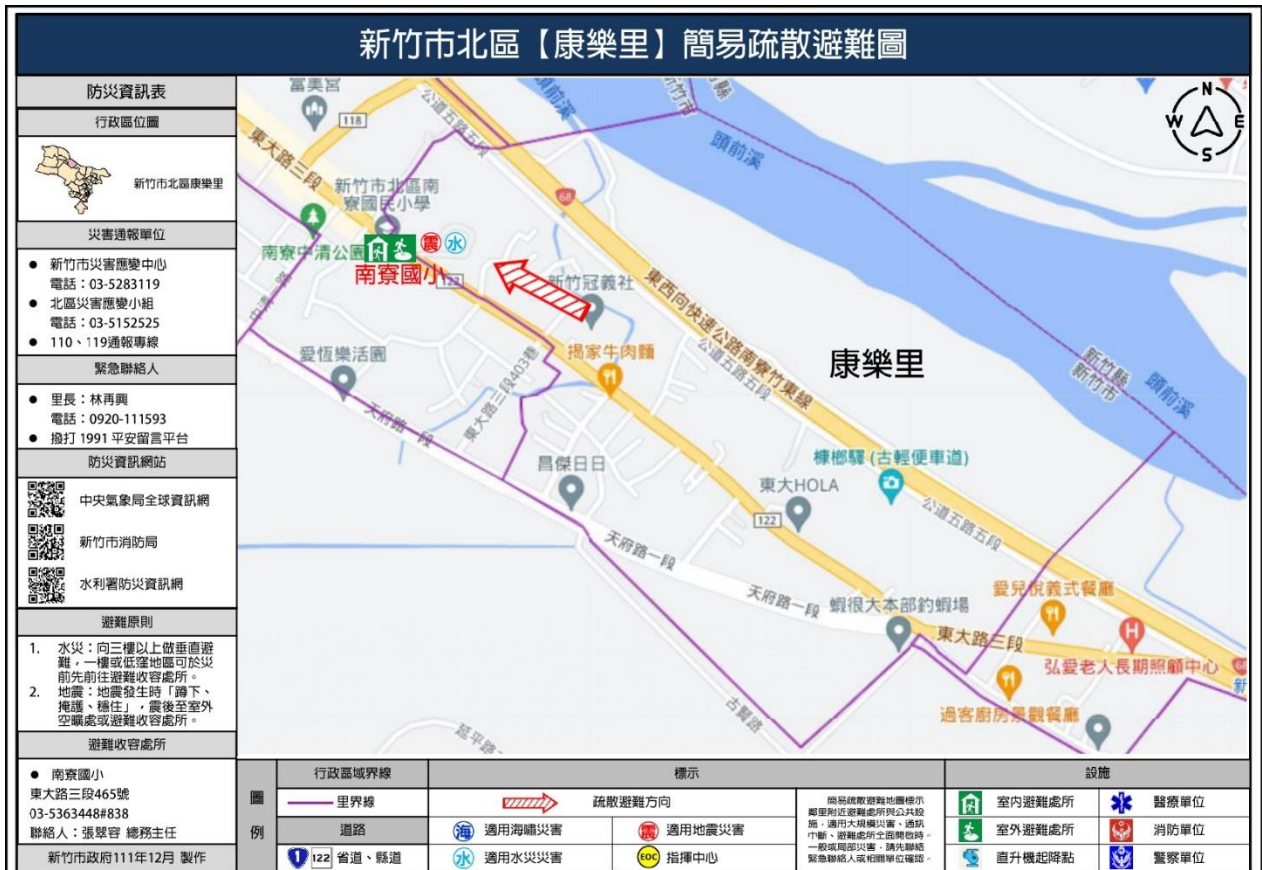 新竹市北區【康樂里】簡易疏散避難圖
防災資訊表
行政區位圖
新竹市北區康樂里
災害通報單位
● 新竹市災害應變中心
電話：03-5283119
● 北區災害應變小組
電話：03-5152525
● 110、119通報專線
緊急聯絡人
● 里長：林再興
電話：0920-111593
● 撥打 1991 平安留言平台
防災資訊網站
中央氣象局全球資訊網
新竹市消防局
水利署防災資訊網
避難原則
1. 水災：向三樓以上做垂直避
難，一樓或低窪地區可於災
前先前往避難收容處所。
2. 地震：地震發生時「蹲下、
掩護、穩住」，震後至室外
空曠處或避難收容處所。
避難收容處所
● 南寮國小
東大路三段465號
03-5363448#838
聯絡人：張翠容 總務主任
新竹市政府111年12月 製作
富美宮
118
公道五路五段
頭前溪
新竹縣
新竹市
頭前溪
N
W
E
S
東大路三段
新竹市北區南
寮國民小學
68
南寮中清公園
震
水
南寮國小
122
中清一路
新竹冠義社
東西向快速公路南寮竹東線
公道五路五段
康樂里
新竹縣
新竹市
頭前溪
愛恆樂活園
揭家牛肉麵
東大路三段403巷
天府路一段
昌傑日日
東大HOLA
槺榔驛 (古輕便車道)
122
公道五路五段
天府路一段
天府路一段
蝦很大本部釣蝦場
愛兒悅義式餐廳
東大路三段
H
弘愛老人長期照顧中心
68
新
過客廚房景觀餐廳
古賢路
延平路
圖例
行政區域界線
里界線
道路
1
122
省道、縣道
標示
疏散避難方向
海
適用海嘯災害
震
適用地震災害
水
適用水災災害
EOC
指揮中心
簡易疏散避難地圖標示
鄰里附近避難處所與公共設
施，適用大規模災害、通訊
中斷、避難處所全面開啟時。
一般或局部災害，請先聯絡
緊急聯絡人或相關單位確認。
設施
室內避難處所
醫療單位
室外避難處所
消防單位
直升機起降點
警察單位